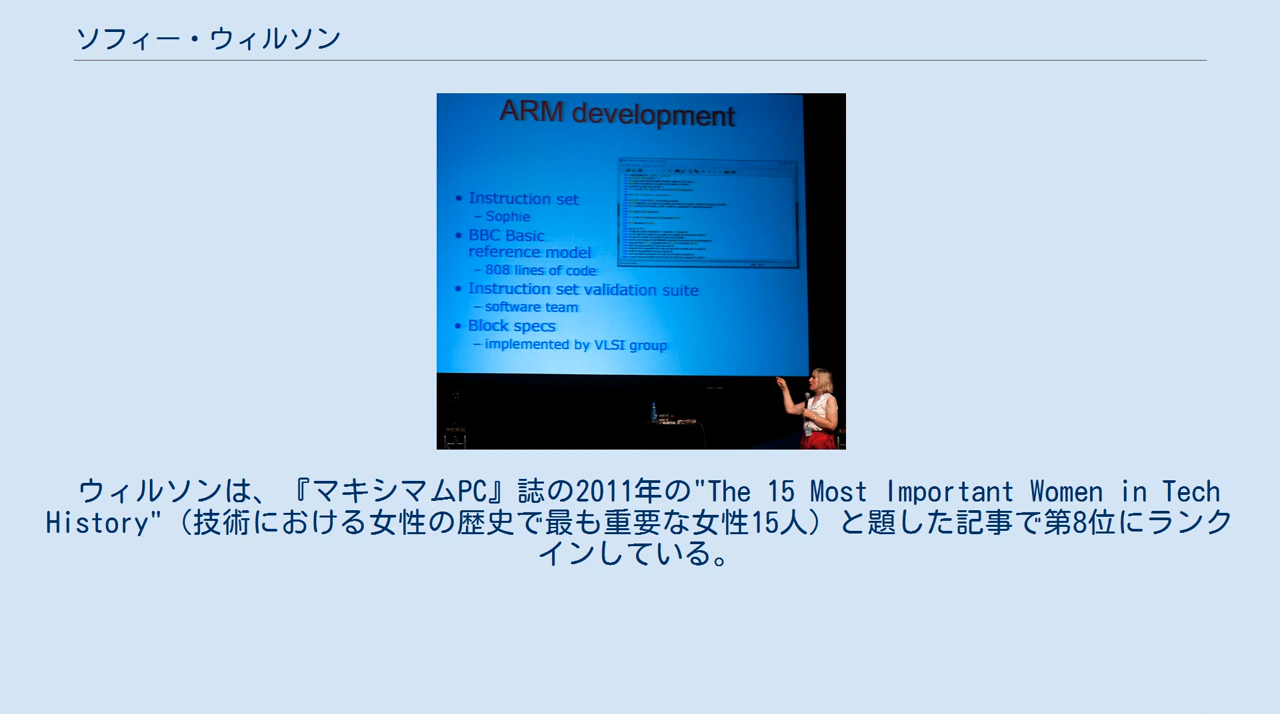 ソフィー・ウィルソン
ARM development
• Instruction set
– Sophie
• BBC Basic
reference model
– 808 lines of code
• Instruction set validation suite
– software team
• Block specs
– implemented by VLSI group
ウィルソンは、『マキシマムPC』誌の2011年の"The 15 Most Important Women in Tech
History"（技術における女性の歴史で最も重要な女性15人）と題した記事で第8位にランク
インしている。